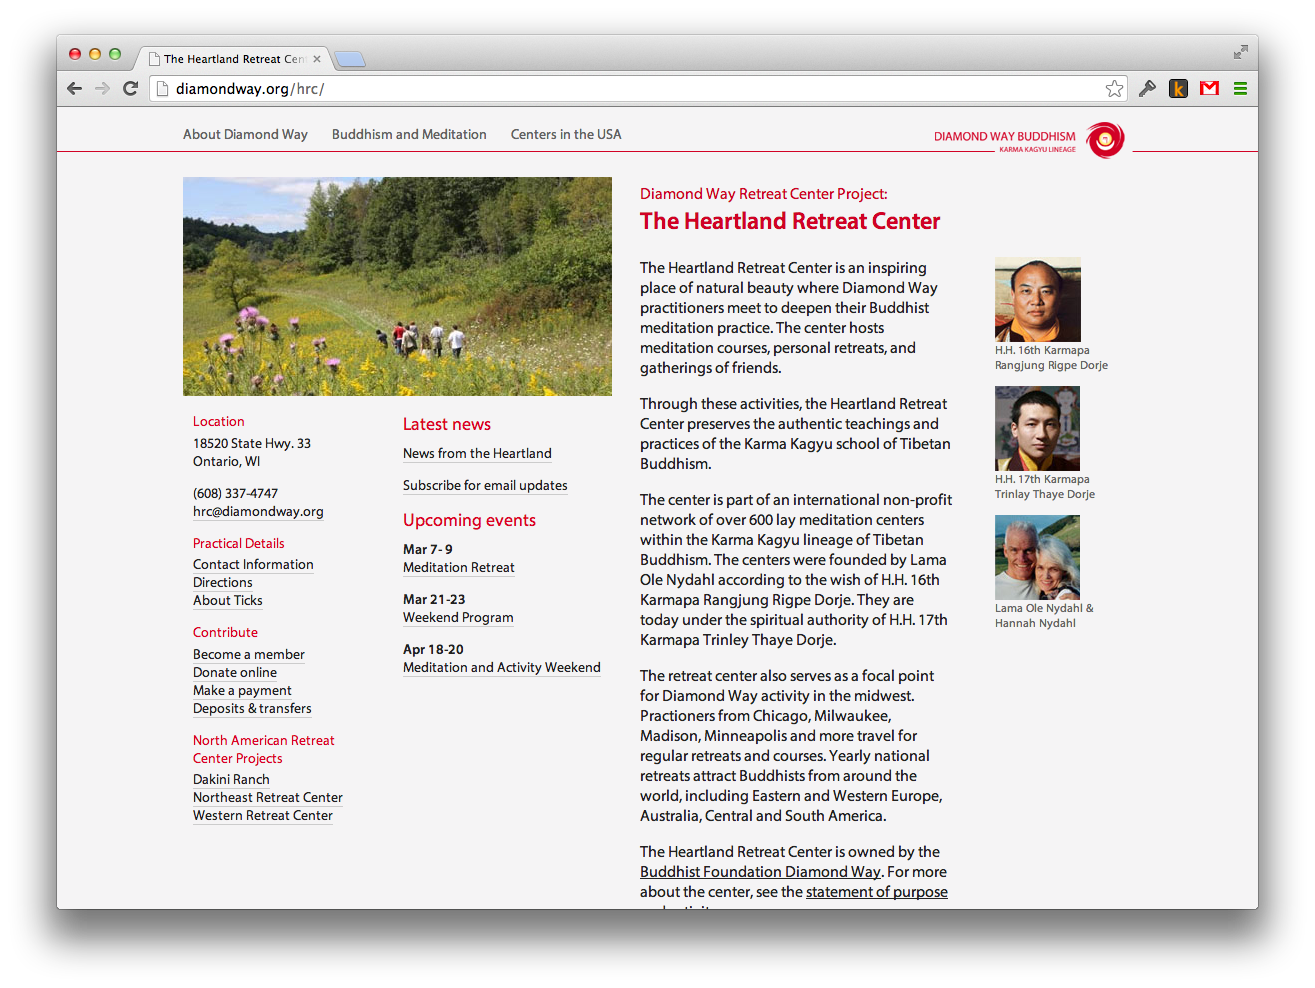 The Heartland Retreat Cen
diamondway.org/hrc/
About Diamond Way
Buddhism and Meditation
Centers in the USA
DIAMOND WAY BUDDHISM
KARMA KAGYU LINEAGE
Location
18520 State Hwy. 33
Ontario, WI
(608) 337-4747
hrc@diamondway.org
Practical Details
Contact Information
Directions
About Ticks
Contribute
Become a member
Donate online
Make a payment
Deposits & transfers
North American Retreat
Center Projects
Dakini Ranch
Northeast Retreat Center
Western Retreat Center
Latest news
News from the Heartland
Subscribe for email updates
Upcoming events
Mar 7- 9
Meditation Retreat
Mar 21-23
Weekend Program
Apr 18-20
Meditation and Activity Weekend
Diamond Way Retreat Center Project:
The Heartland Retreat Center
The Heartland Retreat Center is an inspiring
place of natural beauty where Diamond Way
practitioners meet to deepen their Buddhist
meditation practice. The center hosts
meditation courses, personal retreats, and
gatherings of friends.
Through these activities, the Heartland Retreat
Center preserves the authentic teachings and
practices of the Karma Kagyu school of Tibetan
Buddhism.
The center is part of an international non-profit
network of over 600 lay meditation centers
within the Karma Kagyu lineage of Tibetan
Buddhism. The centers were founded by Lama
Ole Nydahl according to the wish of H.H. 16th
Karmapa Rangjung Rigpe Dorje. They are
today under the spiritual authority of H.H. 17th
Karmapa Trinley Thaye Dorje.
The retreat center also serves as a focal point
for Diamond Way activity in the midwest.
Practioners from Chicago, Milwaukee,
Madison, Minneapolis and more travel for
regular retreats and courses. Yearly national
retreats attract Buddhists from around the
world, including Eastern and Western Europe,
Australia, Central and South America.
The Heartland Retreat Center is owned by the
Buddhist Foundation Diamond Way. For more
about the center, see the statement of purpose
H.H. 16th Karmapa
Rangjung Rigpe Dorje
H.H. 17th Karmapa
Trinlay Thaye Dorje
Lama Ole Nydahl &
Hannah Nydahl